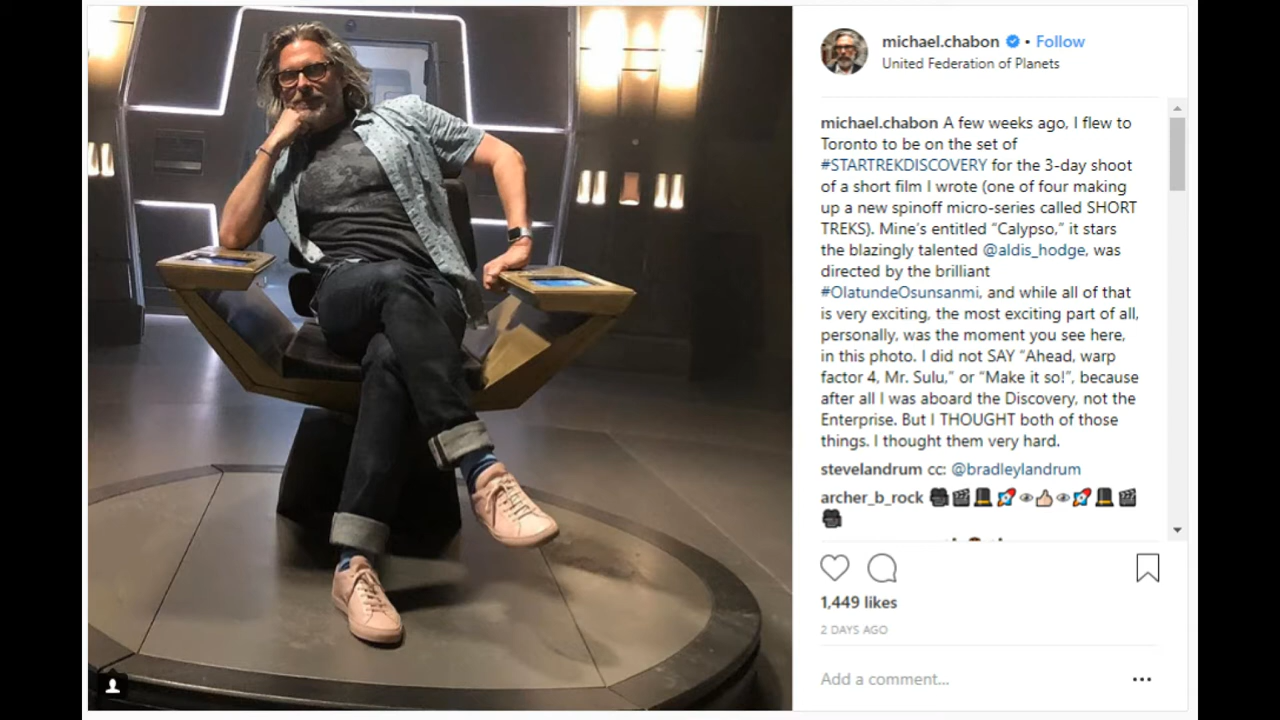 michael.chabon • Follow
United Federation of Planets
michael.chabon A few weeks ago, I flew to
Toronto to be on the set of
#STARTREKDISCOVERY for the 3-day shoot
of a short film I wrote (one of four making
up a new spinoff micro-series called SHORT
TREKS). Mine's entitled "Calypso," it stars
the blazingly talented @aldis_hodge, was
directed by the brilliant
#OlatundeOsunsanmi, and while all of that
is very exciting, the most exciting part of all,
personally, was the moment you see here,
in this photo. I did not SAY "Ahead, warp
factor 4, Mr. Sulu," or "Make it so!", because
after all I was aboard the Discovery, not the
Enterprise. But I THOUGHT both of those
things. I thought them very hard.
stevelandrum cc: @bradleylandrum
archer_b_rock
1,449 likes
2 DAYS AGO
Add a comment...